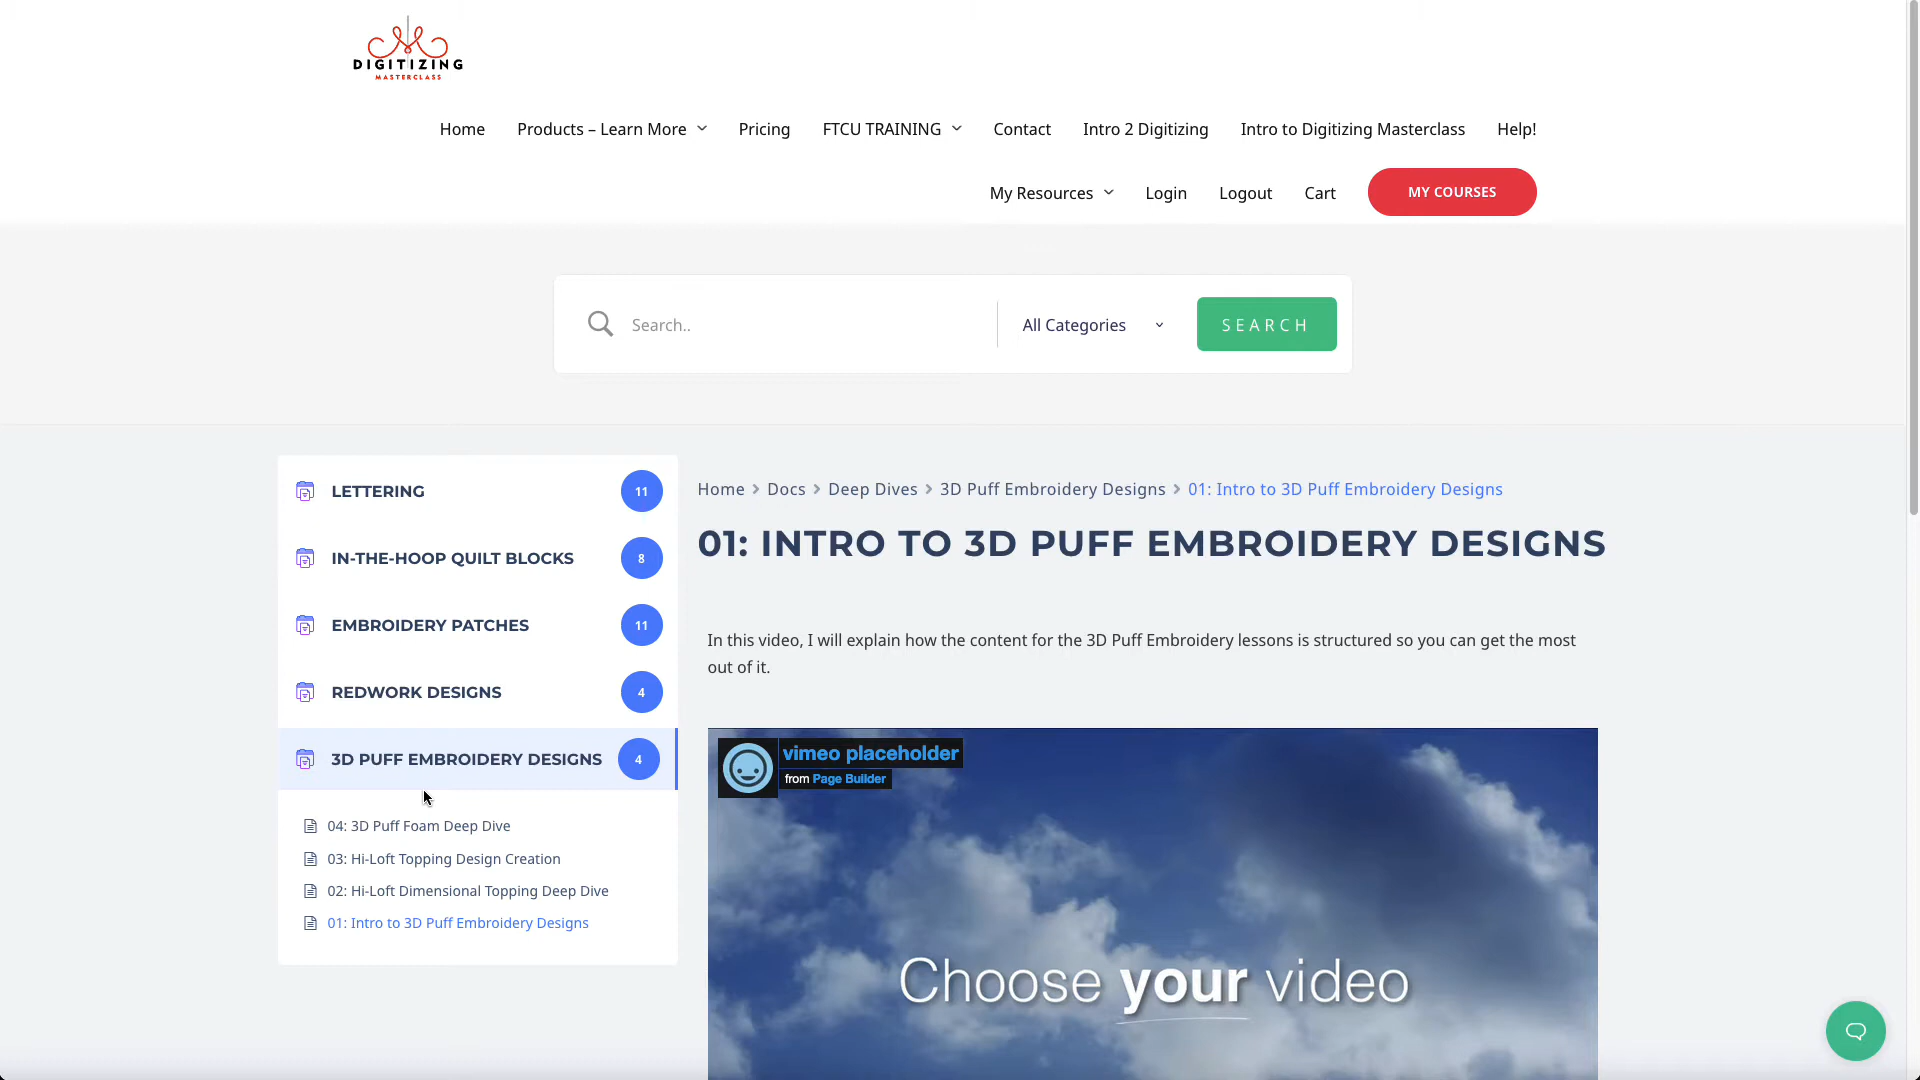 DIGITIZING
MASTERCLASS
Home Products – Learn More Pricing FTCU TRAINING Contact Intro 2 Digitizing Intro to Digitizing Masterclass Help!
My Resources Login Logout Cart MY COURSES
Search.. All Categories SEARCH
LETTERING 11
IN-THE-HOOP QUILT BLOCKS 8
EMBROIDERY PATCHES 11
REDWORK DESIGNS 4
3D PUFF EMBROIDERY DESIGNS 4
04: 3D Puff Foam Deep Dive
03: Hi-Loft Topping Design Creation
02: Hi-Loft Dimensional Topping Deep Dive
01: Intro to 3D Puff Embroidery Designs
Home > Docs > Deep Dives > 3D Puff Embroidery Designs > 01: Intro to 3D Puff Embroidery Designs
01: INTRO TO 3D PUFF EMBROIDERY DESIGNS
In this video, I will explain how the content for the 3D Puff Embroidery lessons is structured so you can get the most
out of it.
vimeo placeholder
from Page Builder
Choose your video